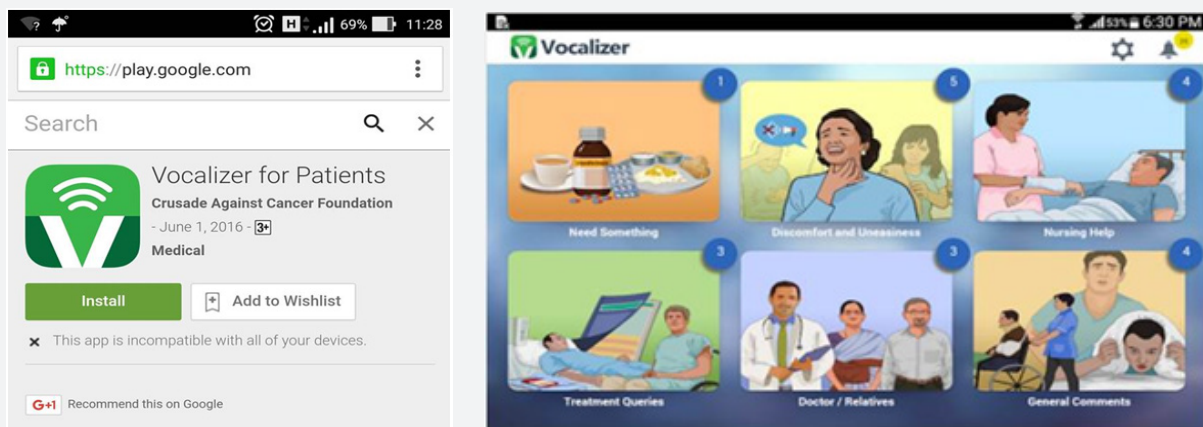 69% 11:28
https://play.google.com
Search
Vocalizer for Patients
Crusade Against Cancer Foundation
- June 1, 2016 - 3+
Medical
Install
Add to Wishlist
This app is incompatible with all of your devices.
G+1 Recommend this on Google
53% 6:30 PM
Vocalizer
1
5
4
Need Something
Discomfort and Uneasiness
Nursing Help
3
3
4
Treatment Queries
Doctor / Relatives
General Comments